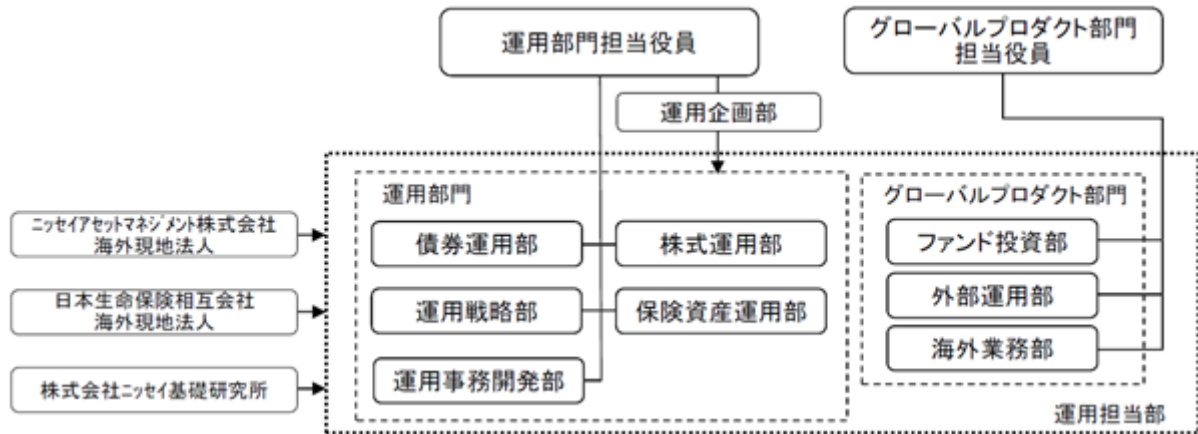 運用部門担当役員
グローバルプロダクト部門
担当役員
運用企画部
運用部門
グローバルプロダクト部門
ニッセイアセットマネジメント株式会社
海外現地法人
債券運用部
株式運用部
ファンド投資部
日本生命保険相互会社
海外現地法人
運用戦略部
保険資産運用部
外部運用部
海外業務部
株式会社ニッセイ基礎研究所
運用事務開発部
運用担当部